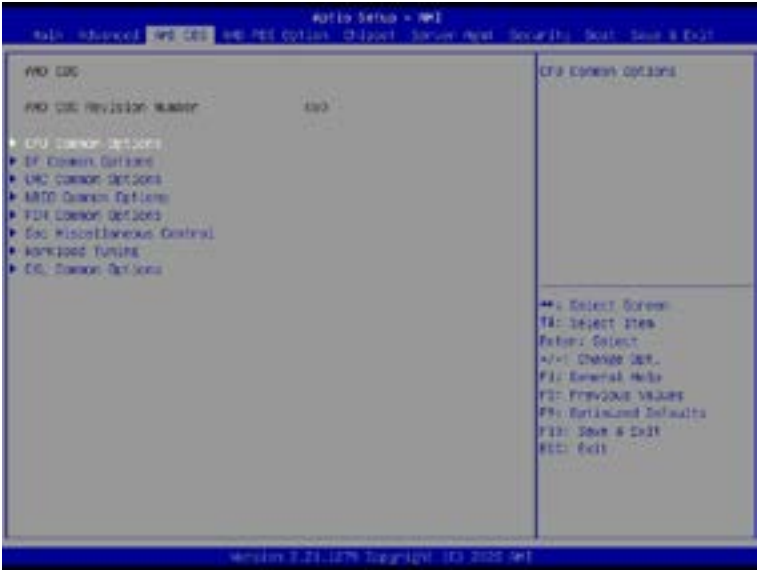 Aptio Setup - AMI
Main Advanced AMD CBS AMD PBS Option Chipset Server Mgmt Security Boot Save & Exit
AMD CBS
CPU Common Options
AMD CBS Revision Number
CPU Common Options
DF Common Options
UMC Common Options
NBIO Common Options
FCH Common Options
Soc Miscellaneous Control
Workload Tuning
CXL Common Options
: Select Screen
: Select Item
Enter: Select
+/-: Change Opt.
F1: General Help
F2: Previous Values
F9: Optimized Defaults
F10: Save & Exit
ESC: Exit
Version Copyright (C) 2025 AMI